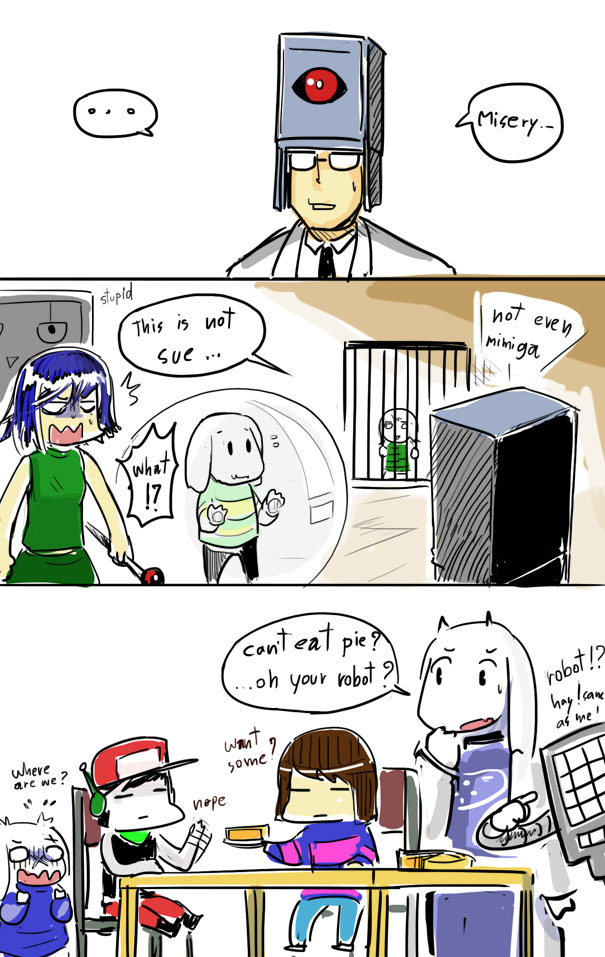 ...
Misery...
stupid
This is not
sue ...
not even
mimiga
what
!?
can't eat pie?
...oh your robot?
robot!?
hay! same
as me!
want
some?
nope
where
are we?